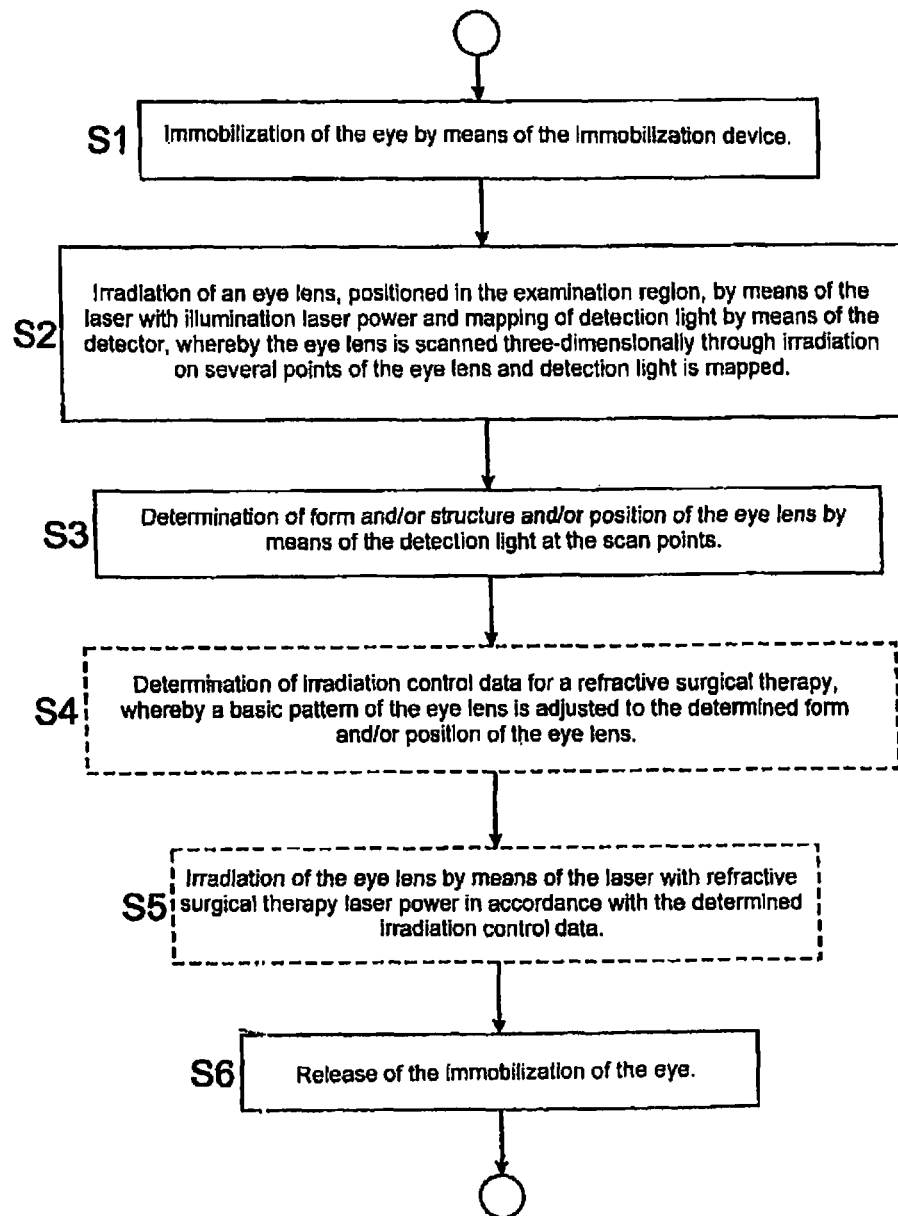 S1
Immobilization of the eye by means of the immobilization device.
S2
Irradiation of an eye lens, positioned in the examination region, by means of the
laser with illumination laser power and mapping of detection light by means of the
detector, whereby the eye lens is scanned three-dimensionally through irradiation
on several points of the eye lens and detection light is mapped.
S3
Determination of form and/or structure and/or position of the eye lens by
means of the detection light at the scan points.
S4
Determination of irradiation control data for a refractive surgical therapy,
whereby a basic pattern of the eye lens is adjusted to the determined form
and/or position of the eye lens.
S5
Irradiation of the eye lens by means of the laser with refractive
surgical therapy laser power in accordance with the determined
irradiation control data.
S6
Release of the immobilization of the eye.